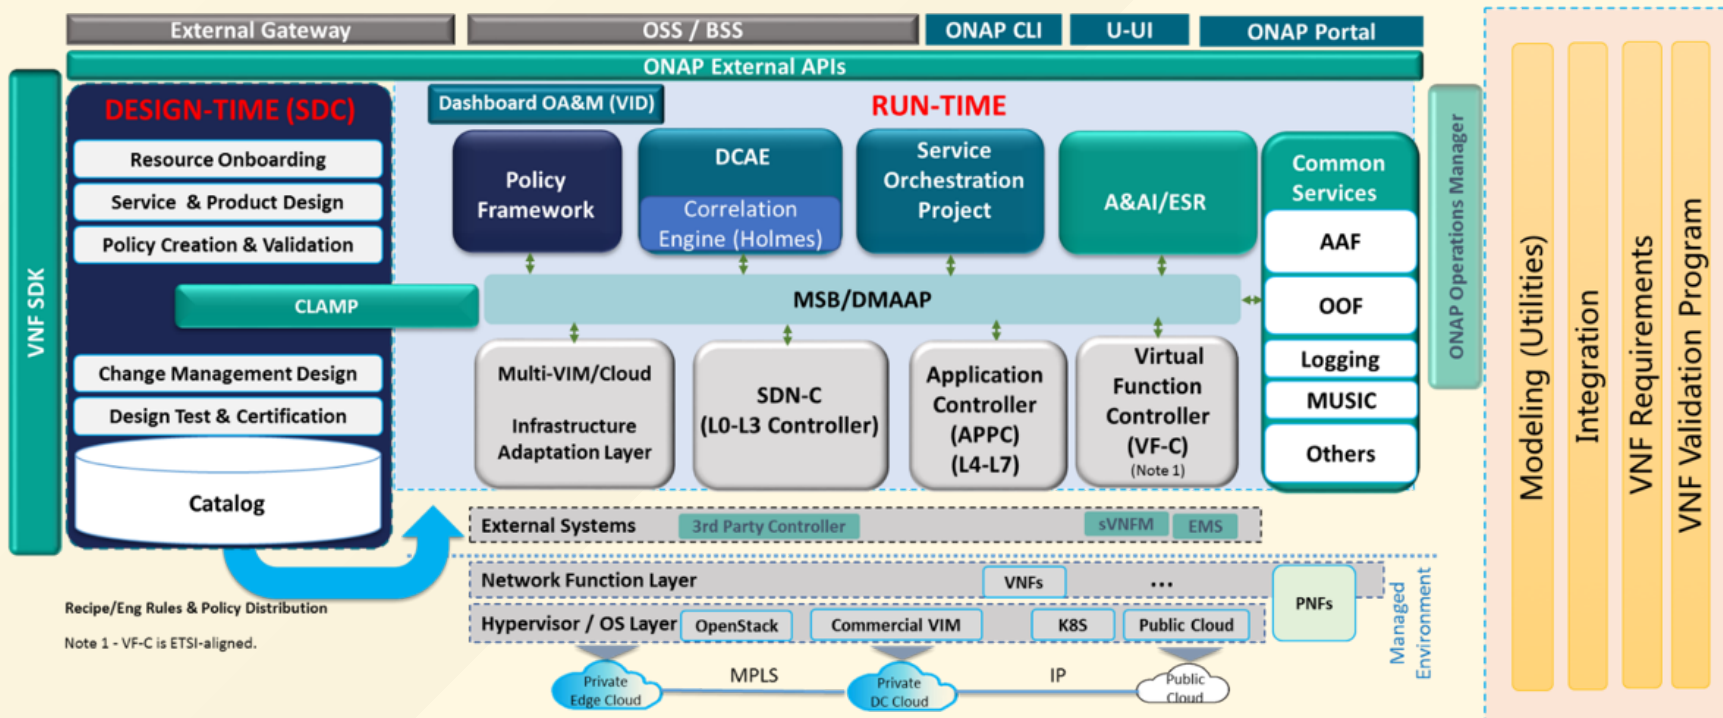 External Gateway
OSS / BSS
ONAP CLI
U-UI
ONAP Portal
ONAP External APIs
VNF SDK
DESIGN-TIME (SDC)
Resource Onboarding
Service & Product Design
Policy Creation & Validation
CLAMP
Change Management Design
Design Test & Certification
Catalog
Recipe/Eng Rules & Policy Distribution
Note 1 - VF-C is ETSI-aligned.
Dashboard OA&M (VID)
RUN-TIME
Policy
Framework
DCAE
Correlation
Engine (Holmes)
Service
Orchestration
Project
A&AI/ESR
Common
Services
AAF
OOF
Logging
MUSIC
Others
MSB/DMAAP
Multi-VIM/Cloud
Infrastructure
Adaptation Layer
SDN-C
(L0-L3 Controller)
Application
Controller
(APPC)
(L4-L7)
Virtual
Function
Controller
(VF-C)
(Note 1)
External Systems
3rd Party Controller
sVNFM
EMS
Network Function Layer
VNFs
...
PNFs
Hypervisor / OS Layer
OpenStack
Commercial VIM
K8S
Public Cloud
Managed
Environment
Private
Edge Cloud
MPLS
Private
DC Cloud
IP
Public
Cloud
ONAP Operations Manager
Modeling (Utilities)
Integration
VNF Requirements
VNF Validation Program